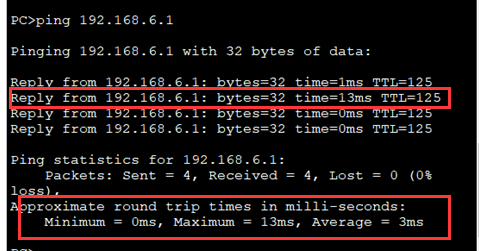 PC>ping 192.168.6.1
Pinging 192.168.6.1 with 32 bytes of data:
Reply from 192.168.6.1: bytes=32 time=1ms TTL=125
Reply from 192.168.6.1: bytes=32 time=13ms TTL=125
Reply from 192.168.6.1: bytes=32 time=0ms TTL=125
Reply from 192.168.6.1: bytes=32 time=0ms TTL=125
Ping statistics for 192.168.6.1:
Packets: Sent = 4, Received = 4, Lost = 0 (0%
loss),
Approximate round trip times in milli-seconds:
Minimum = 0ms, Maximum = 13ms, Average = 3ms
PC>